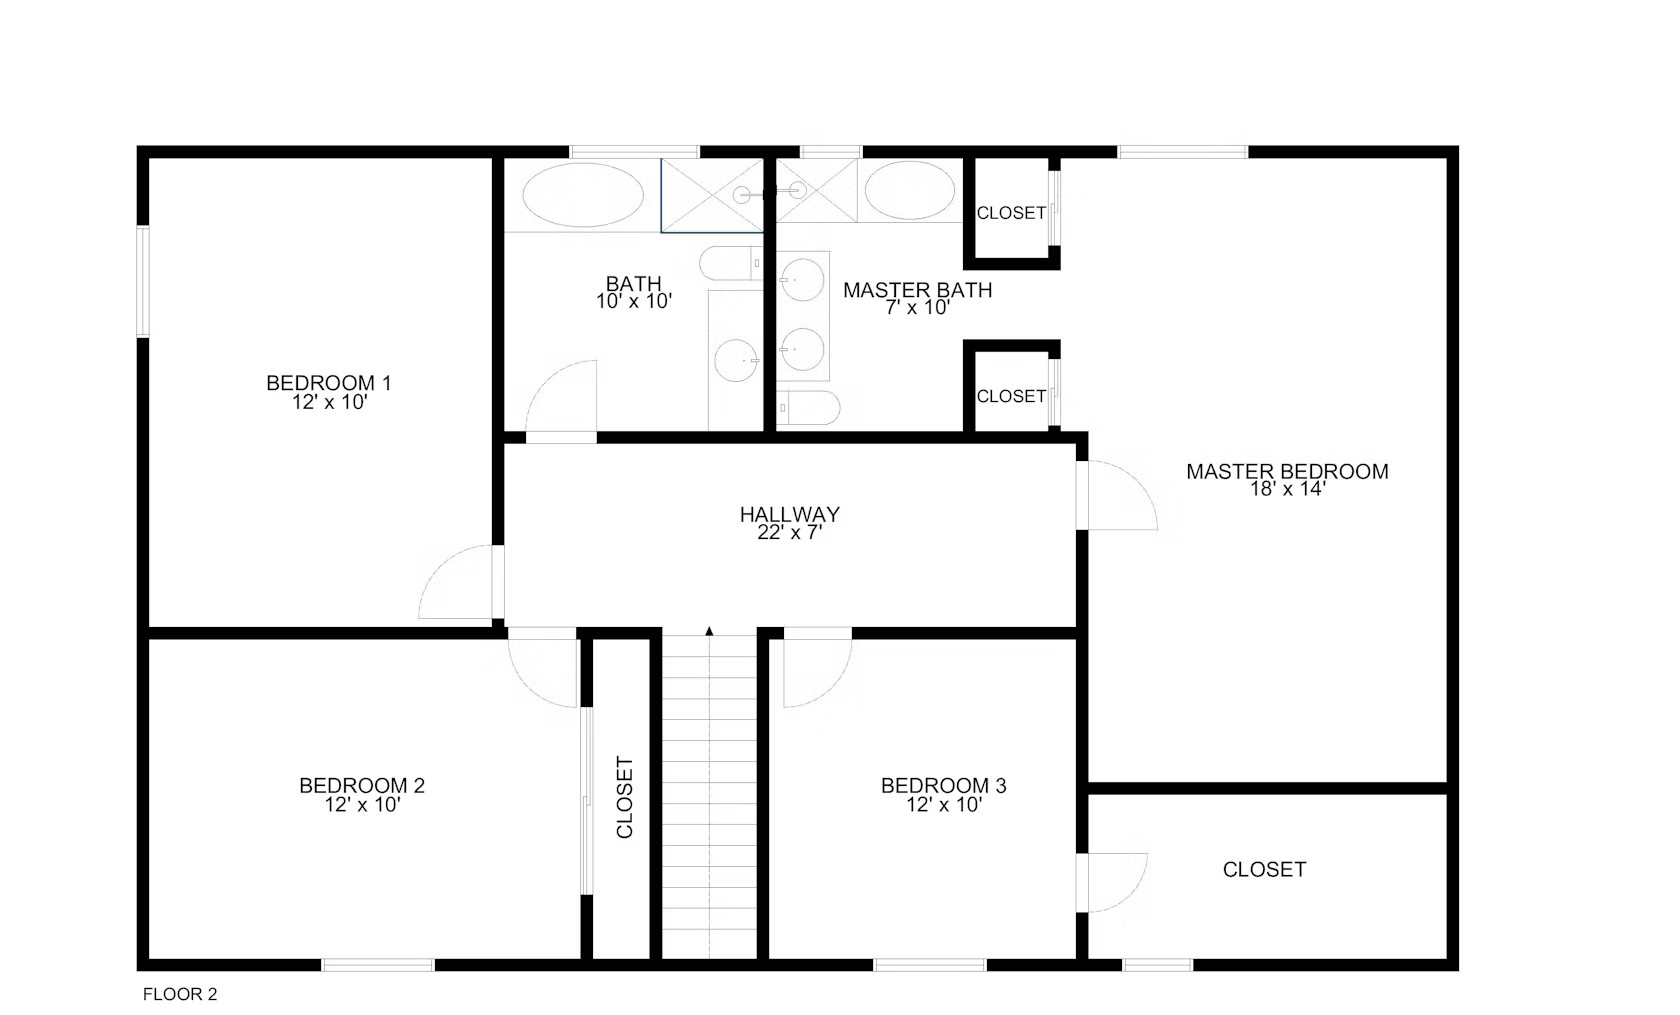 CLOSET
BATH
10' x 10'
MASTER BATH
7' x 10'
BEDROOM 1
12' x 10'
CLOSET
MASTER BEDROOM
18' x 14'
HALLWAY
22' x 7'
BEDROOM 2
12' x 10'
CLOSET
BEDROOM 3
12' x 10'
CLOSET
FLOOR 2